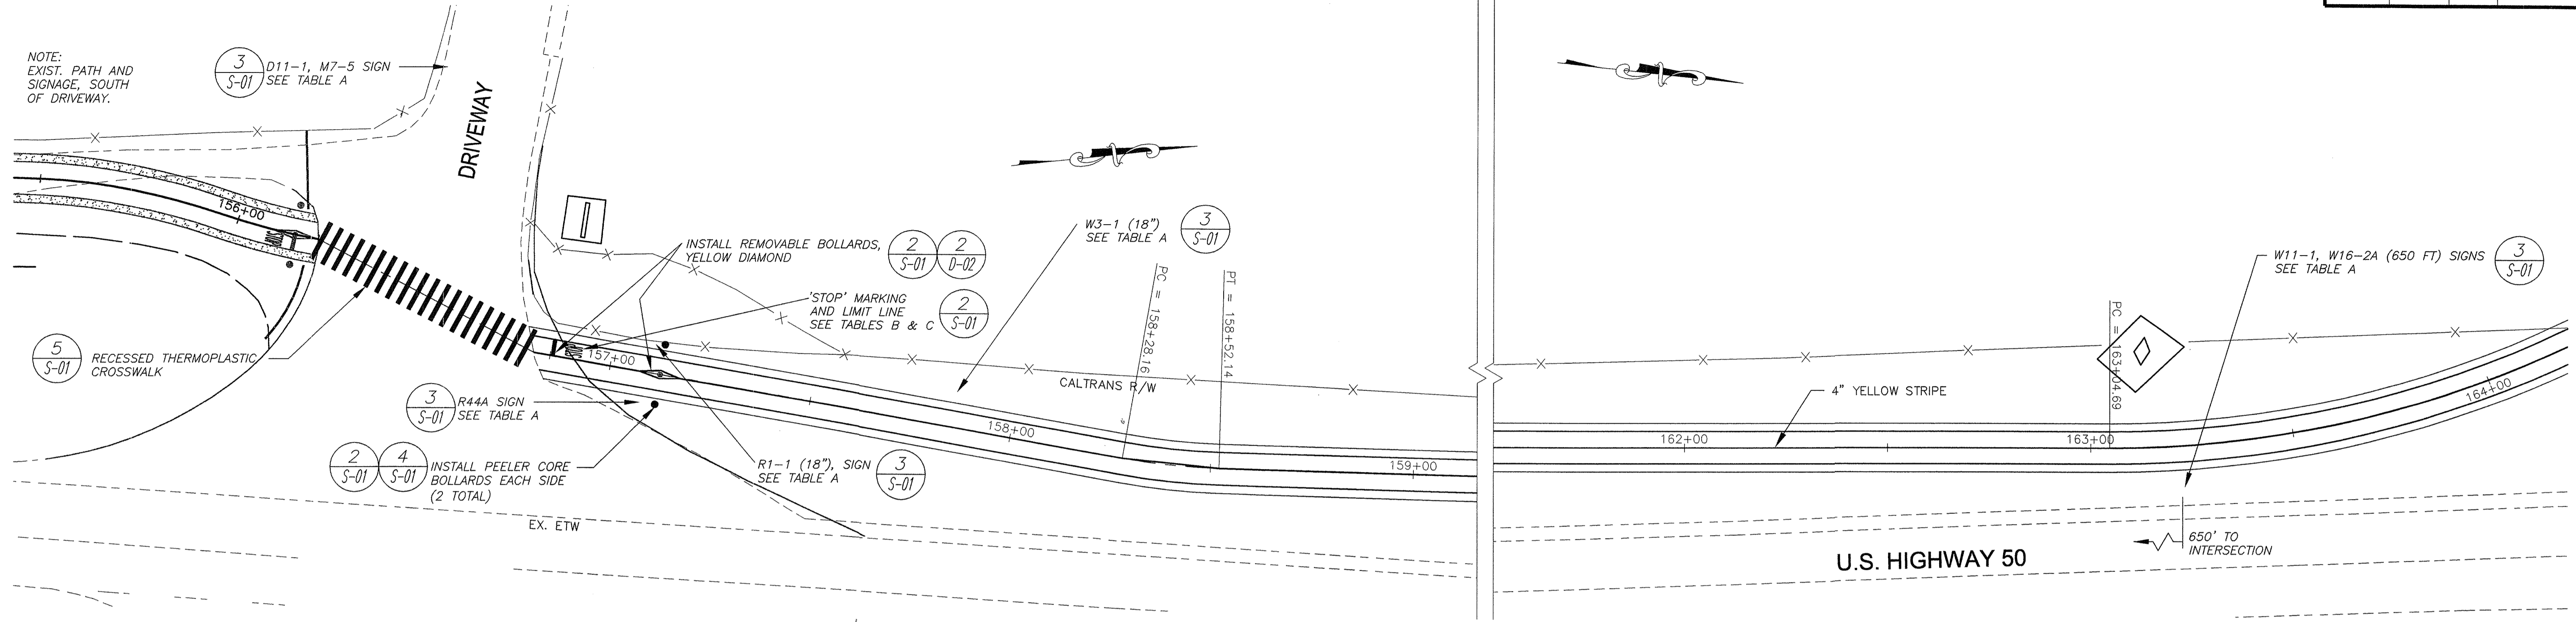 NOTE:
EXIST. PATH AND
SIGNAGE, SOUTH
OF DRIVEWAY.
3
S-01
D11-1, M7-5 SIGN
SEE TABLE A
DRIVEWAY
156+00
5
S-01
RECESSED THERMOPLASTIC
CROSSWALK
INSTALL REMOVABLE BOLLARDS,
YELLOW DIAMOND
2
S-01
2
D-02
'STOP' MARKING
AND LIMIT LINE
SEE TABLES B & C
2
S-01
157+00
3
S-01
R44A SIGN
SEE TABLE A
2
S-01
4
S-01
INSTALL PEELER CORE
BOLLARDS EACH SIDE
(2 TOTAL)
R1-1 (18"), SIGN
SEE TABLE A
3
S-01
EX. ETW
W3-1 (18")
SEE TABLE A
3
S-01
PC = 158+28.16
PT = 158+52.14
CALTRANS R/W
158+00
159+00
162+00
4" YELLOW STRIPE
163+00
PC = 163+04.69
164+00
W11-1, W16-2A (650 FT) SIGNS
SEE TABLE A
3
S-01
650' TO
INTERSECTION
U.S. HIGHWAY 50